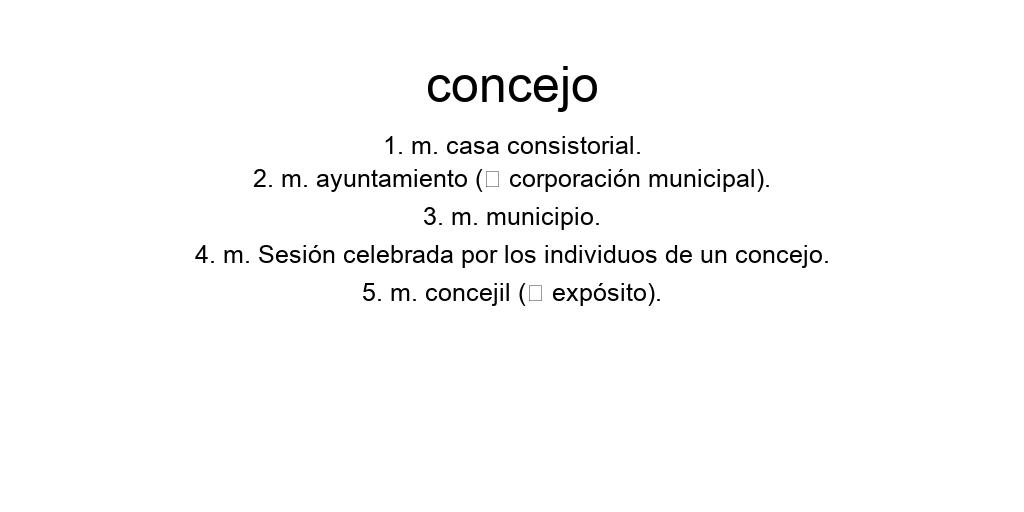 concejo
1. m. casa consistorial.
2. m. ayuntamiento (□ corporación municipal).
3. m. municipio.
4. m. Sesión celebrada por los individuos de un concejo.
5. m. concejil (□ expósito).